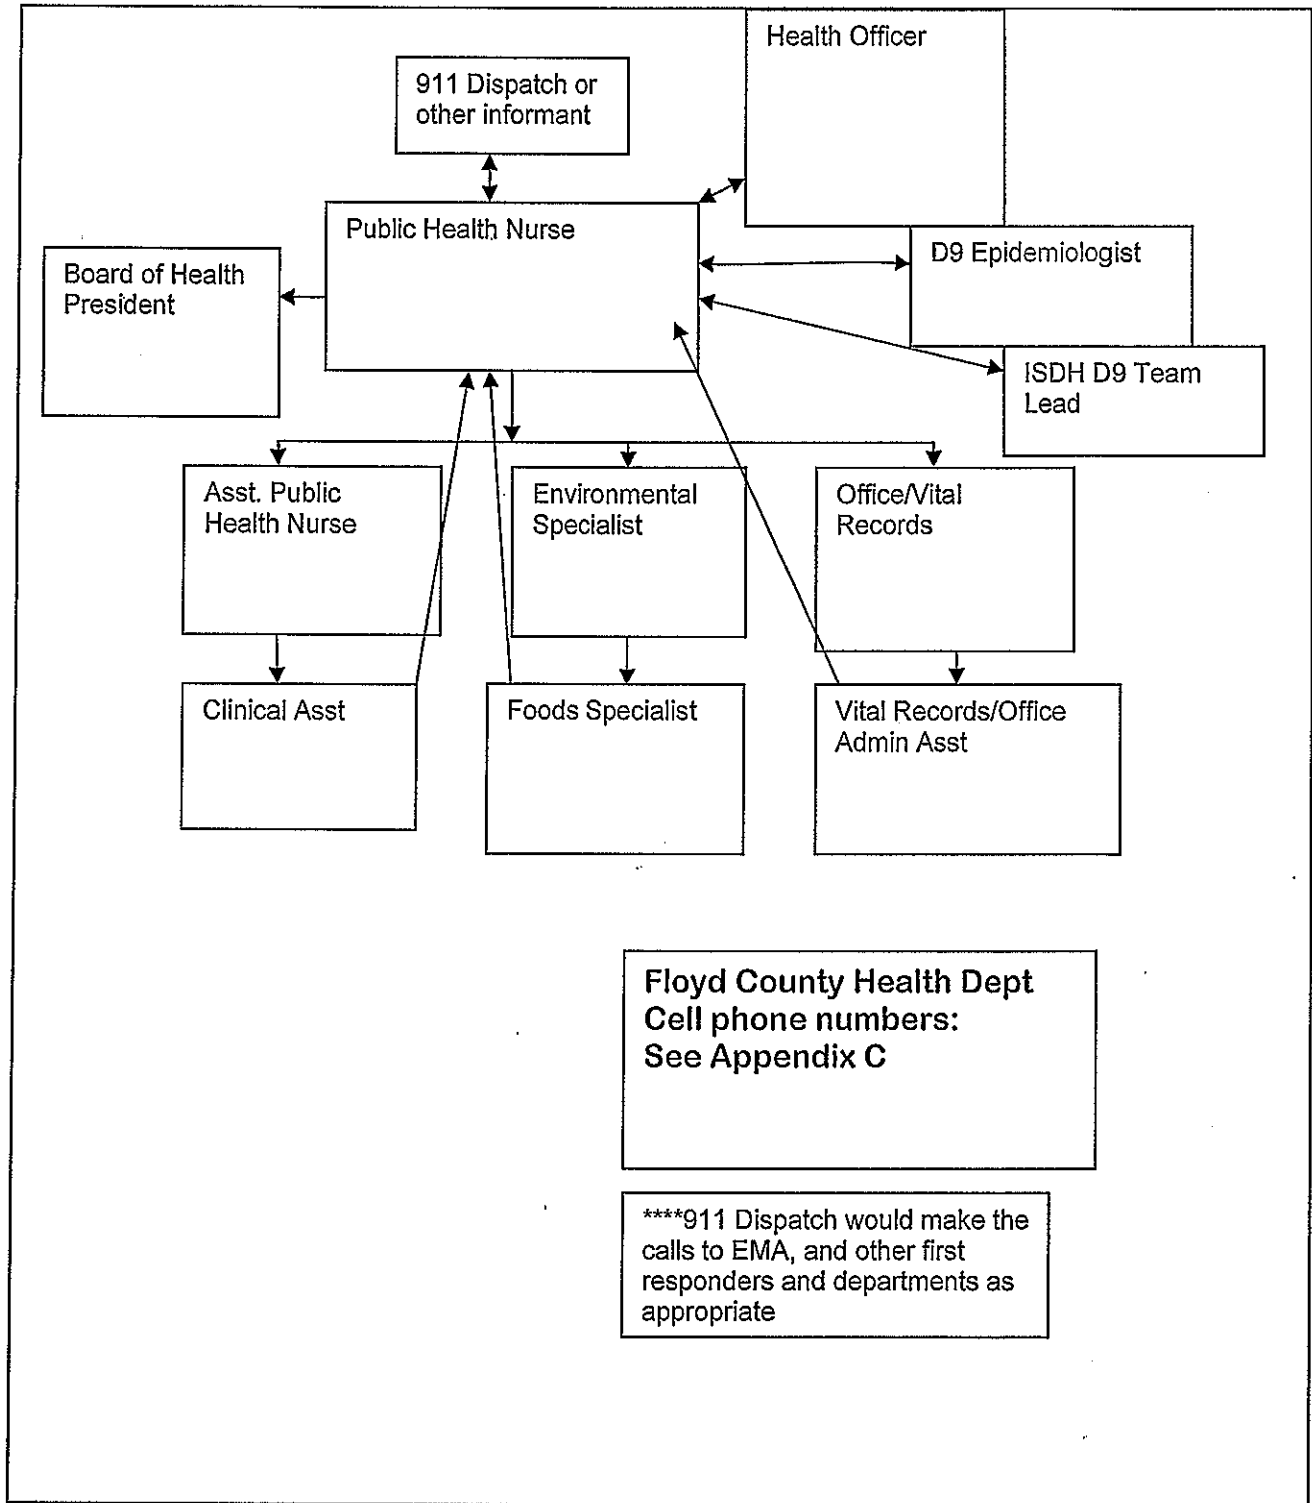 Health Officer
911 Dispatch or
other informant
Public Health Nurse
D9 Epidemiologist
Board of Health
President
ISDH D9 Team
Lead
Asst. Public
Health Nurse
Environmental
Specialist
Office/Vital
Records
Clinical Asst
Foods Specialist
Vital Records/Office
Admin Asst
Floyd County Health Dept
Cell phone numbers:
See Appendix C
****911 Dispatch would make the
calls to EMA, and other first
responders and departments as
appropriate